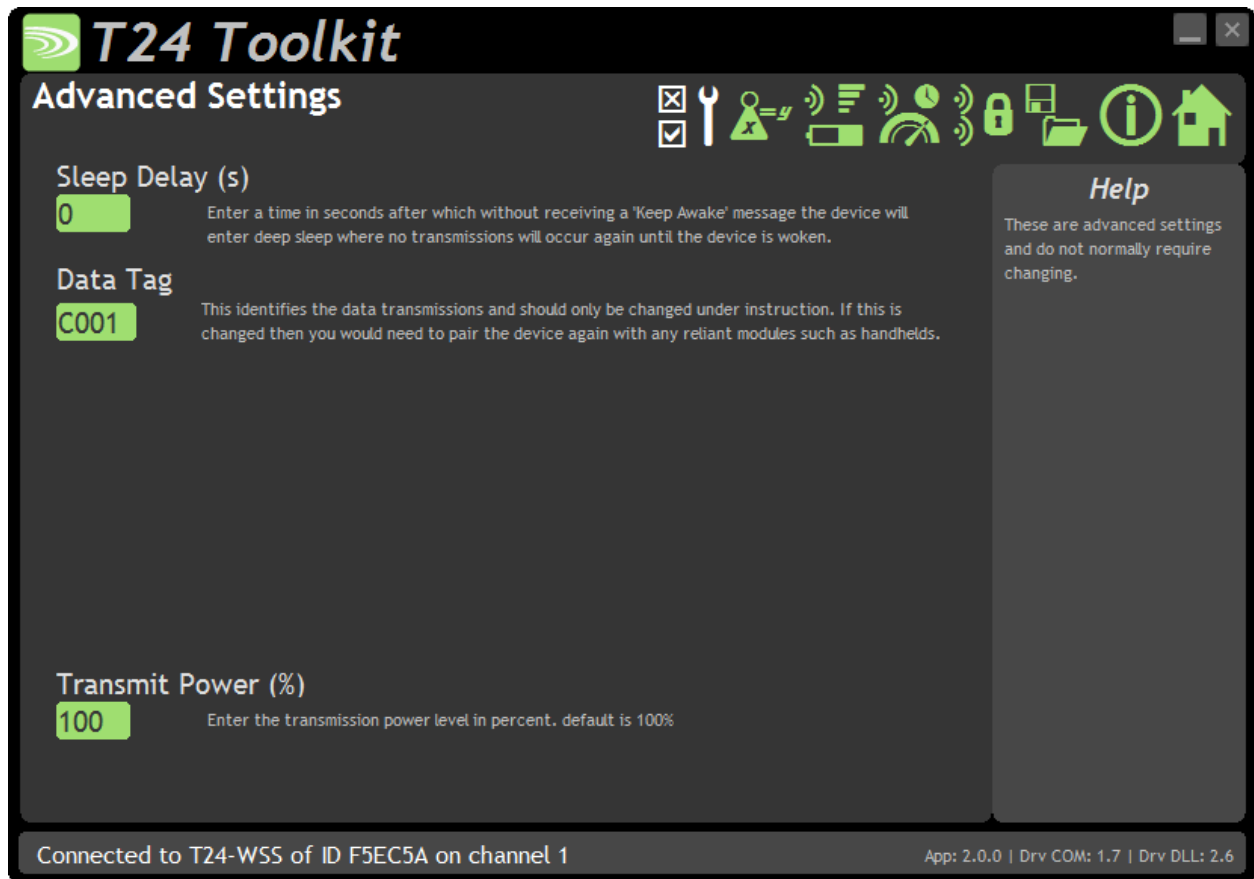 T24 Toolkit
Advanced Settings
x=y
Sleep Delay (s)
0
Enter a time in seconds after which without receiving a 'Keep Awake' message the device will
enter deep sleep where no transmissions will occur again until the device is woken.
Data Tag
C001
This identifies the data transmissions and should only be changed under instruction. If this is
changed then you would need to pair the device again with any reliant modules such as handhelds.
Transmit Power (%)
100
Enter the transmission power level in percent. default is 100%
Help
These are advanced settings
and do not normally require
changing.
Connected to T24-WSS of ID F5EC5A on channel 1
App: 2.0.0 | Drv COM: 1.7 | Drv DLL: 2.6